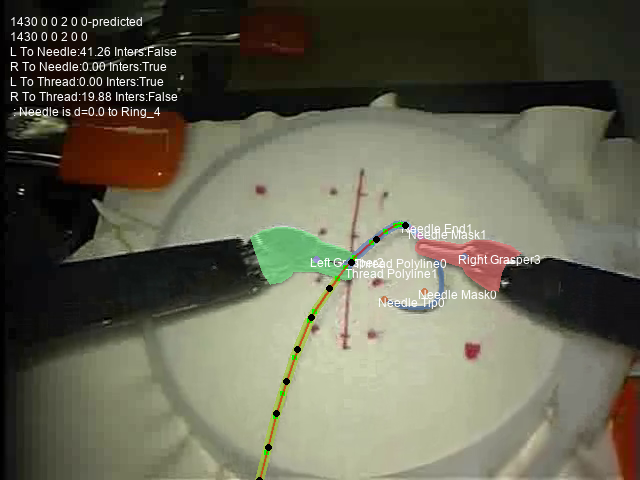 1430 0 0 2 0 0-predicted
1430 0 0 2 0 0
L To Needle:41.26 Inters:False
R To Needle:0.00 Inters:True
L To Thread:0.00 Inters:True
R To Thread:19.88 Inters:False
: Needle is d=0.0 to Ring_4
Needle End1
Needle Mask1
Right Grasper3
Thread Polyline0
Thread Polyline1
Needle Mask0
Needle Tip0